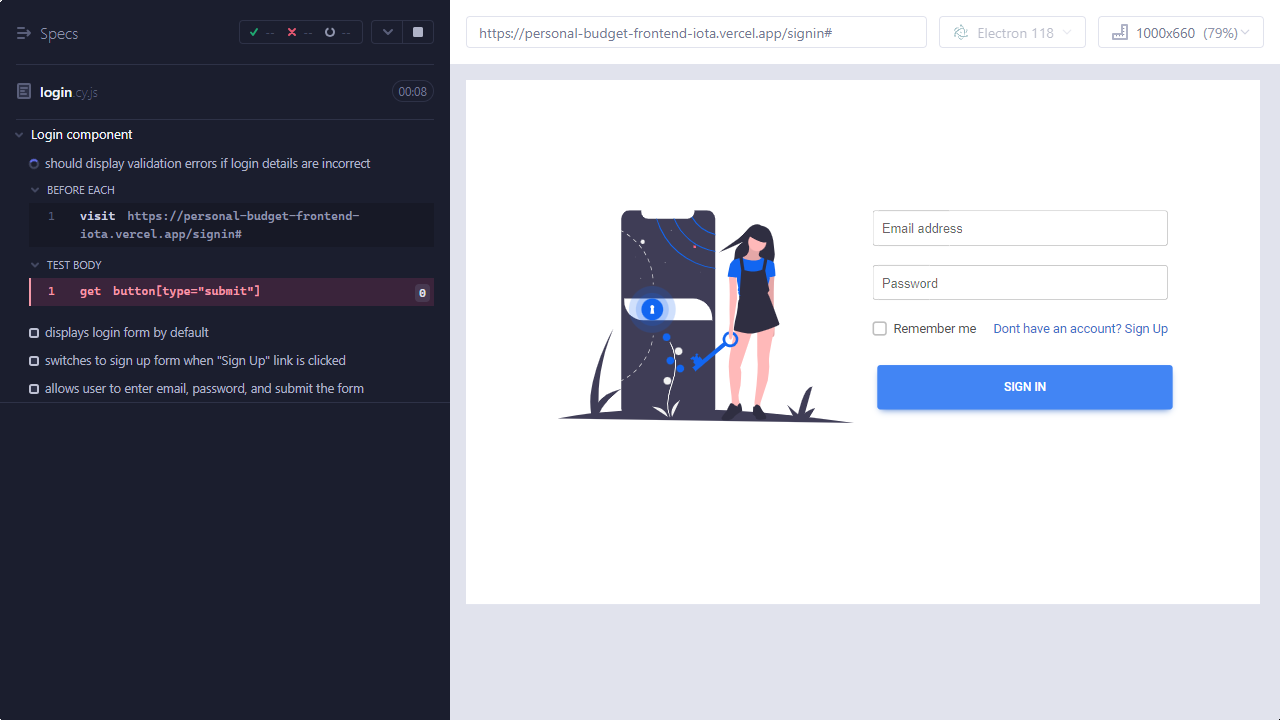 Specs
-- -- --
login.cy.js
00:08
Login component
should display validation errors if login details are incorrect
BEFORE EACH
1 visit https://personal-budget-frontend-
iota.vercel.app/signin#
TEST BODY
1 get button[type="submit"] 0
displays login form by default
switches to sign up form when "Sign Up" link is clicked
allows user to enter email, password, and submit the form
https://personal-budget-frontend-iota.vercel.app/signin#
Electron 118
1000x660 (79%)
Email address
Password
Remember me
Dont have an account? Sign Up
SIGN IN